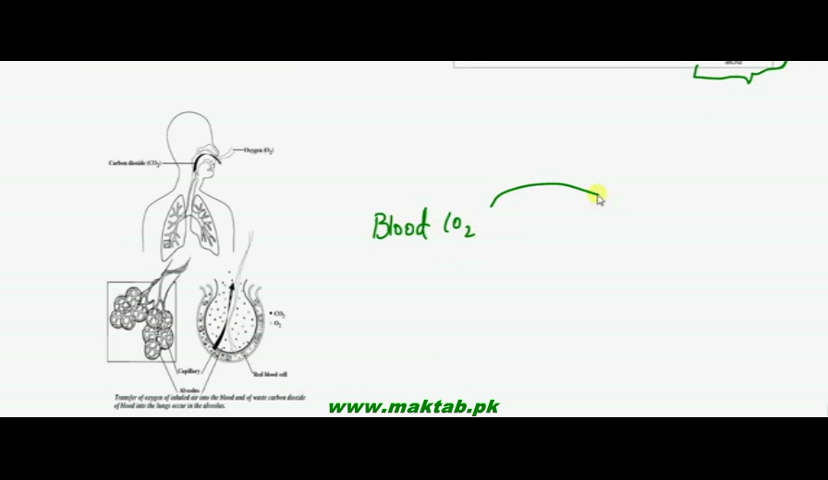 Oxygen (O2)
Carbon dioxide (CO2)
Blood CO2
• CO2
◦ O2
Capillary
Red blood cell
Alveolus
Transfer of oxygen of inhaled air into the blood and of waste carbon dioxide
of blood into the lungs occur in the alveolus.
www.maktab.pk